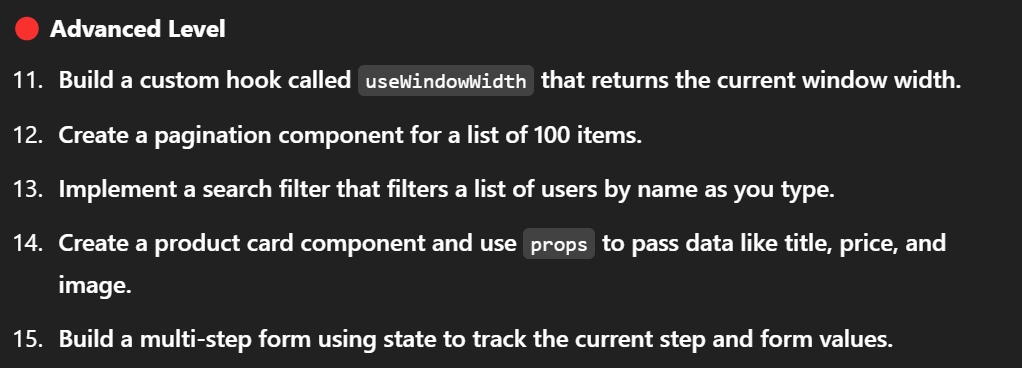 Advanced Level
11. Build a custom hook called useWindowWidth that returns the current window width.
12. Create a pagination component for a list of 100 items.
13. Implement a search filter that filters a list of users by name as you type.
14. Create a product card component and use props to pass data like title, price, and
image.
15. Build a multi-step form using state to track the current step and form values.